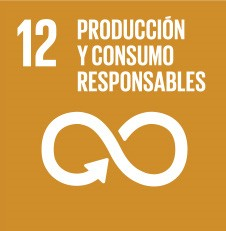 12 PRODUCCIÓN
Y CONSUMO
RESPONSABLES